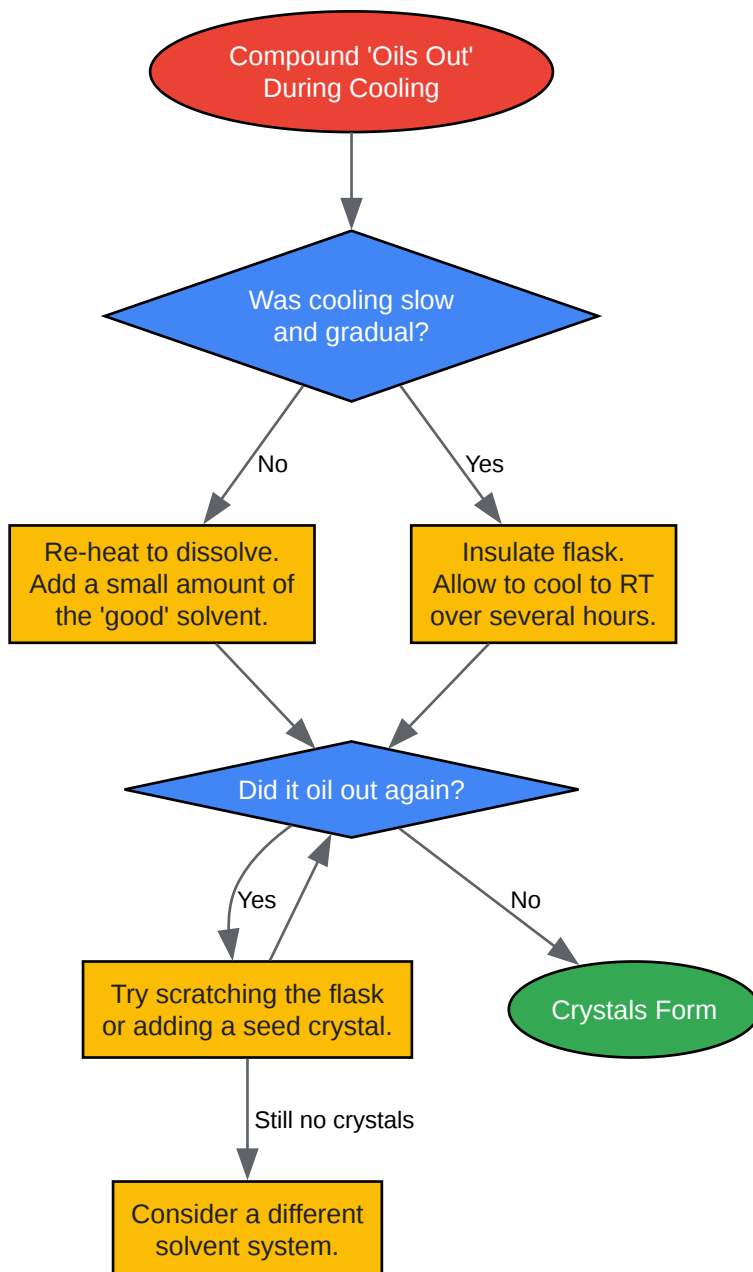 Compound 'Oils Out'
During Cooling
Was cooling slow
and gradual?
No
Yes
Re-heat to dissolve.
Add a small amount of
the 'good' solvent.
Insulate flask.
Allow to cool to RT
over several hours.
Did it oil out again?
Yes
No
Try scratching the flask
or adding a seed crystal.
Crystals Form
Still no crystals
Consider a different
solvent system.